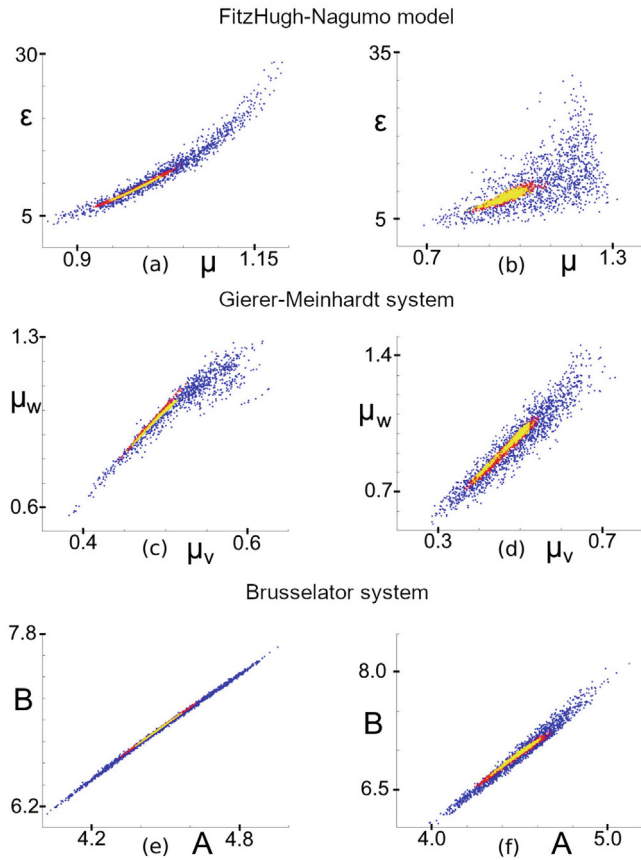 FitzHugh-Nagumo model
30 35
ε ε
5 5
0.9 (a) μ 1.15 0.7 (b) μ 1.3
Gierer-Meinhardt system
1.3 1.4
μw μw
0.6 0.7
0.4 (c) μv 0.6 0.3 (d) μv 0.7
Brusselator system
7.8 8.0
B B
6.2 6.5
4.2 (e) A 4.8 4.0 (f) A 5.0